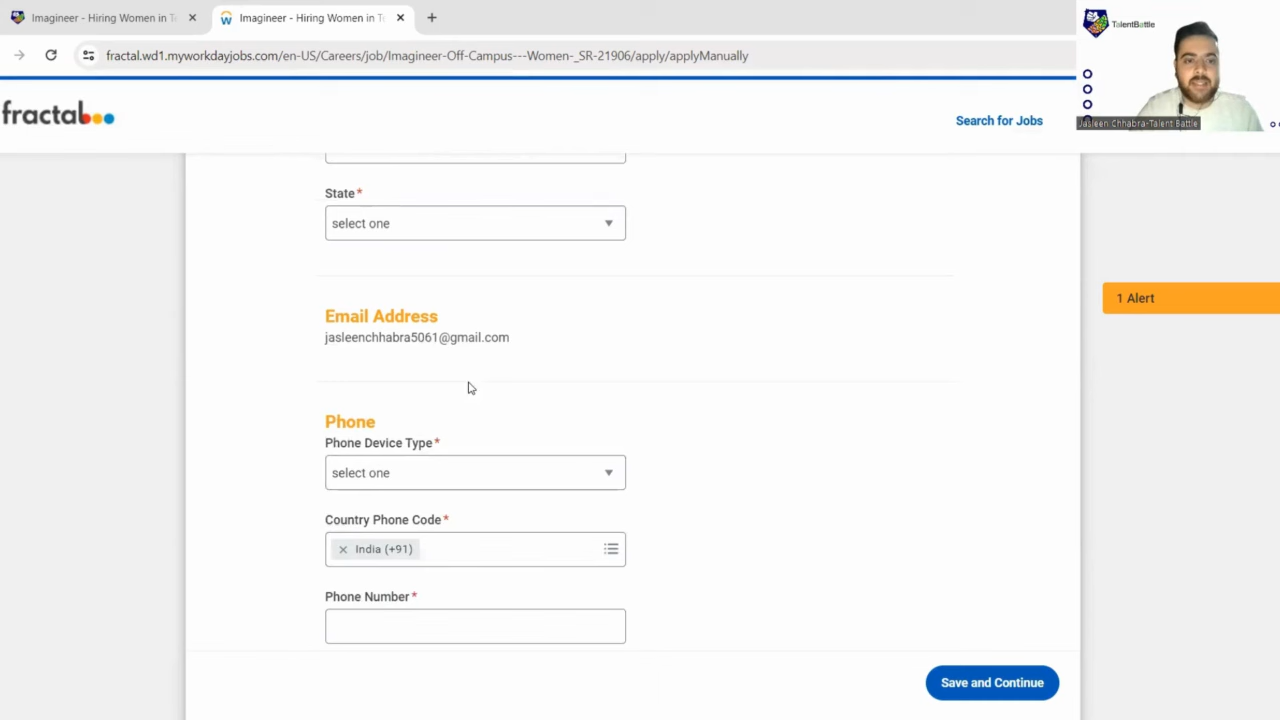 Imagineer - Hiring Women in Te
Imagineer - Hiring Women in Te
fractal.wd1.myworkdayjobs.com/en-US/Careers/job/Imagineer-Off-Campus---Women-_SR-21906/apply/applyManually
TalentBattle
Jasleen Chhabra-Talent Battle
fractal
Search for Jobs
State*
select one
1 Alert
Email Address
jasleenchhabra5061@gmail.com
Phone
Phone Device Type*
select one
Country Phone Code*
× India (+91)
Phone Number*
Save and Continue